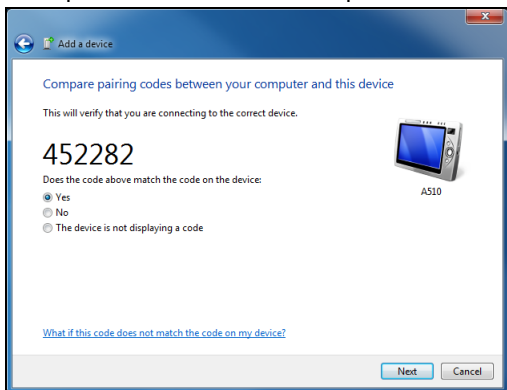 Add a device
Compare pairing codes between your computer and this device
This will verify that you are connecting to the correct device.
452282
Does the code above match the code on the device:
A510
Yes
No
The device is not displaying a code
What if this code does not match the code on my device?
Next Cancel